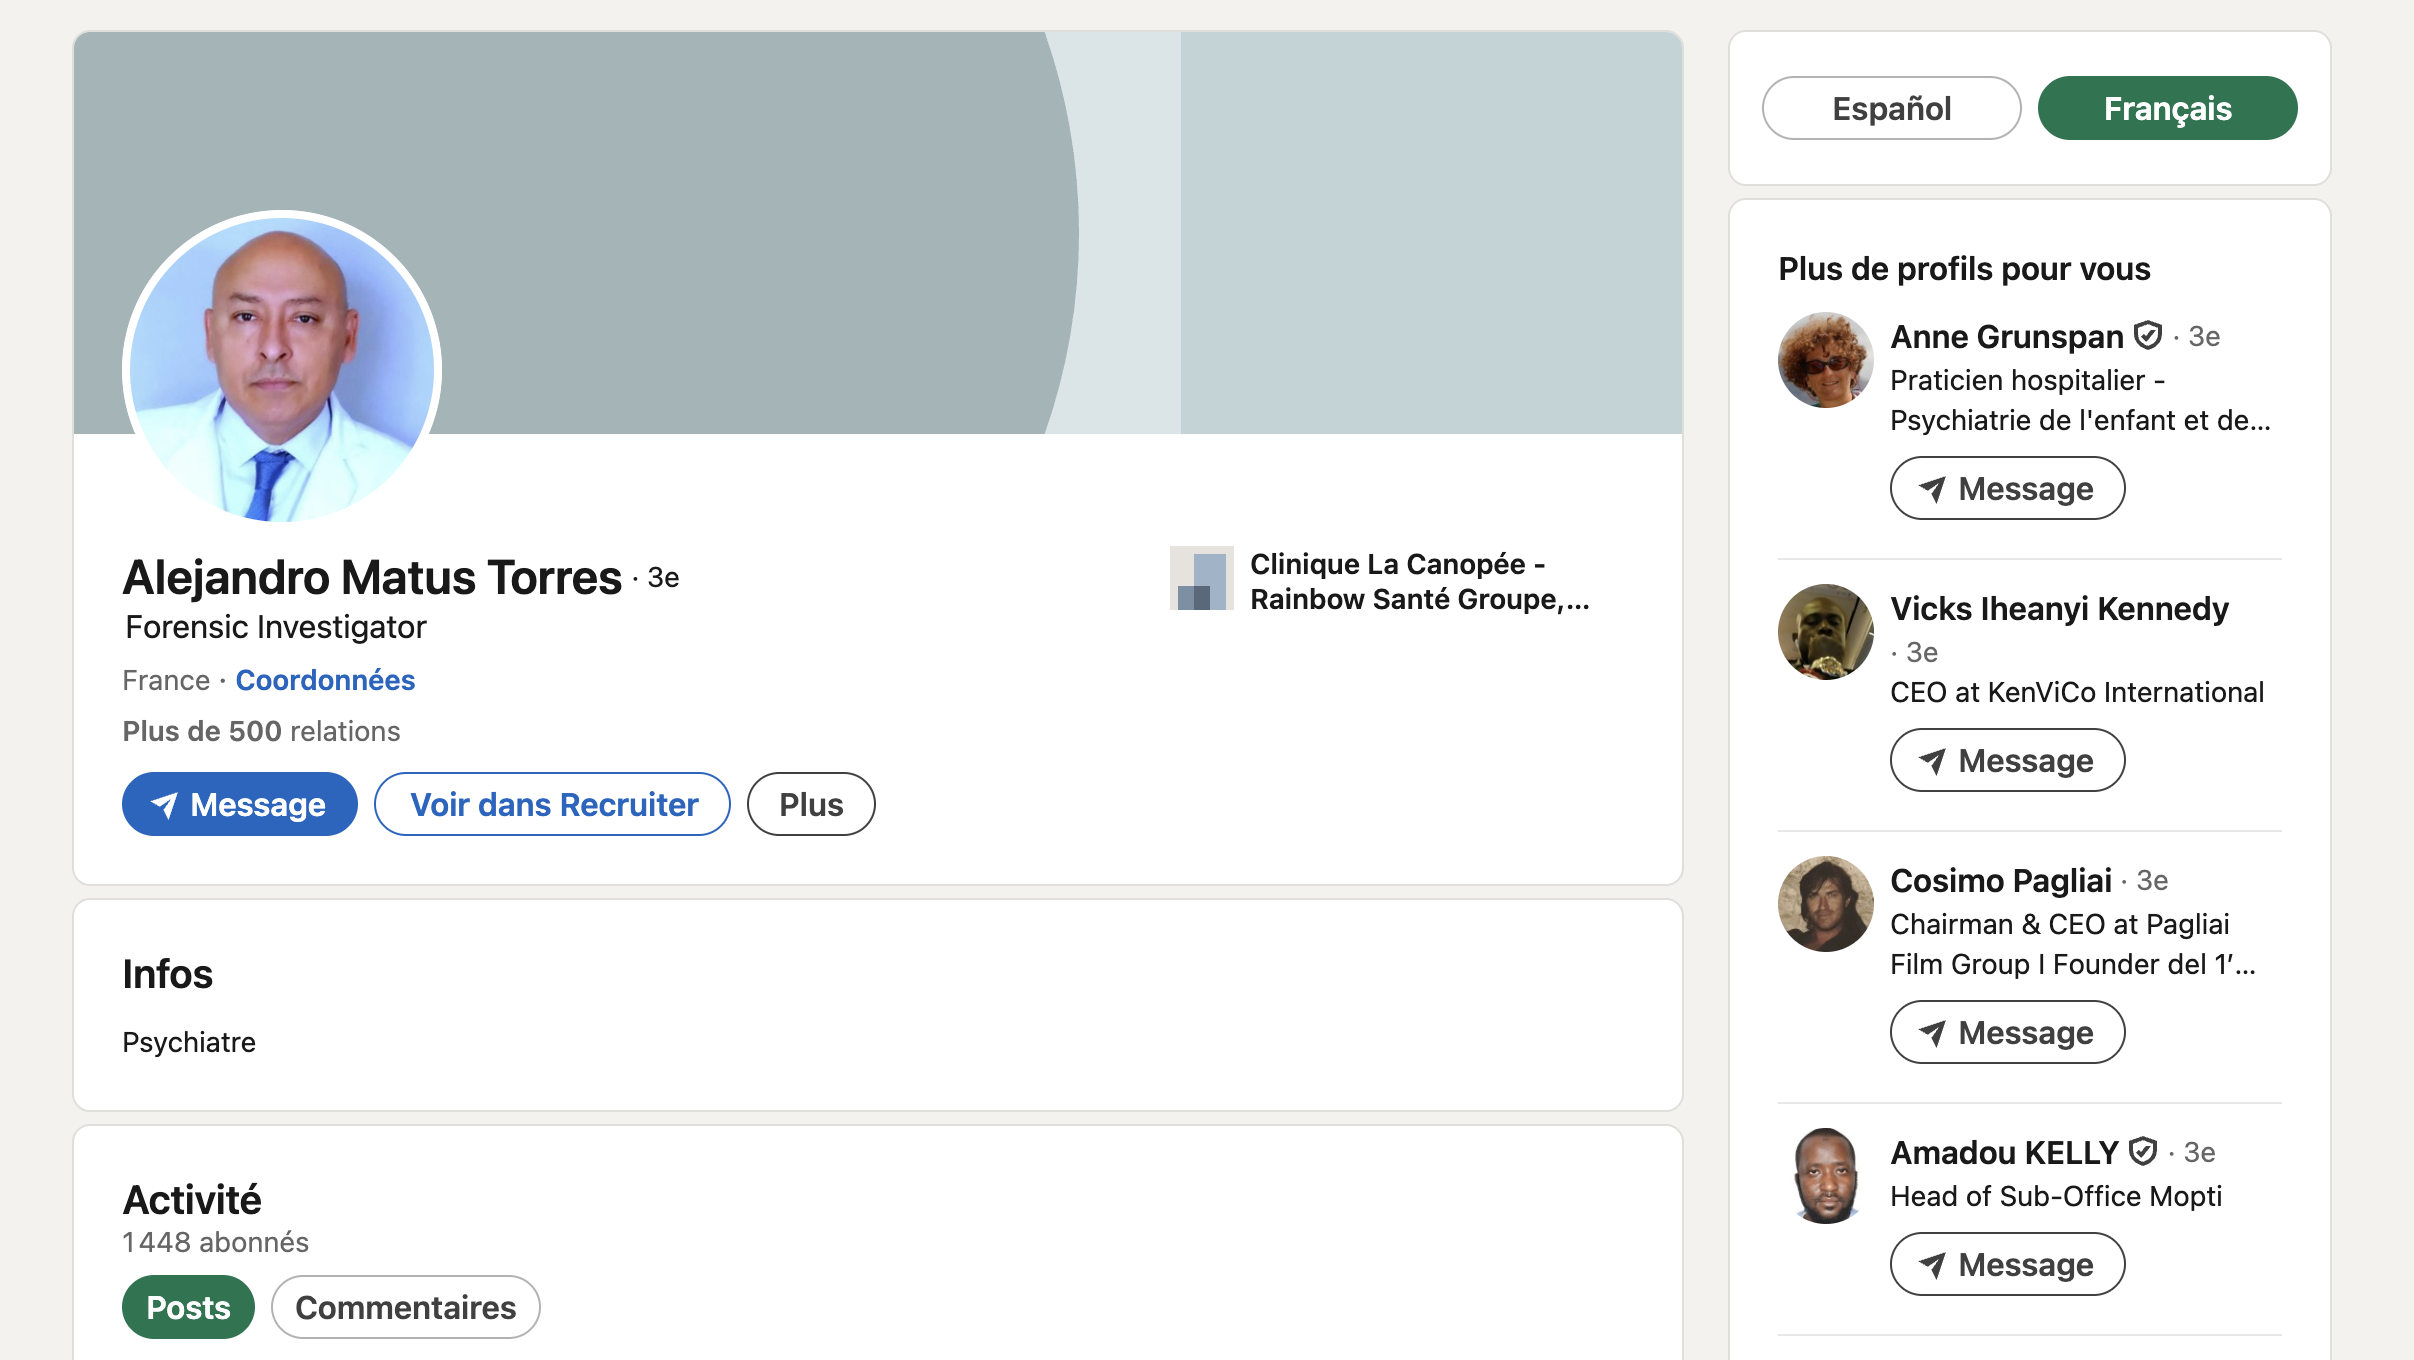 Alejandro Matus Torres · 3e
Forensic Investigator
France · Coordonnées
Plus de 500 relations
Message
Voir dans Recruiter
Plus
Clinique La Canopée -
Rainbow Santé Groupe,...
Infos
Psychiatre
Activité
1 448 abonnés
Posts
Commentaires
Español
Français
Plus de profils pour vous
Anne Grunspan · 3e
Praticien hospitalier -
Psychiatrie de l'enfant et de...
Message
Vicks Iheanyi Kennedy
· 3e
CEO at KenViCo International
Message
Cosimo Pagliai · 3e
Chairman & CEO at Pagliai
Film Group I Founder del 1’...
Message
Amadou KELLY · 3e
Head of Sub-Office Mopti
Message